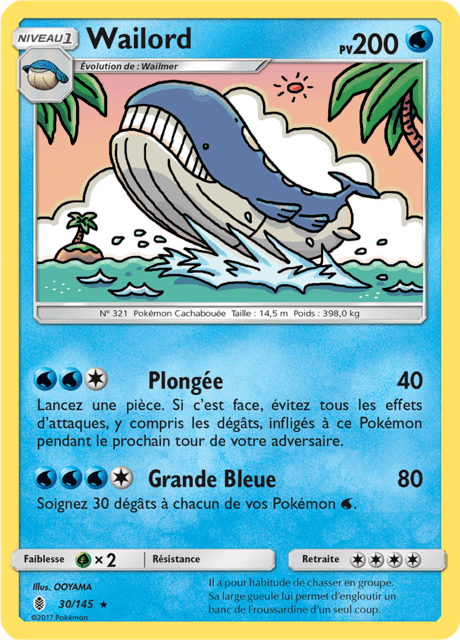 NIVEAU 1
Wailord
PV200
Évolution de : Wailmer
N° 321 Pokémon Cachabouée Taille : 14,5 m Poids : 398,0 kg
Plongée 40
Lancez une pièce. Si c'est face, évitez tous les effets
d'attaques, y compris les dégâts, infligés à ce Pokémon
pendant le prochain tour de votre adversaire.
Grande Bleue 80
Soignez 30 dégâts à chacun de vos Pokémon .
Faiblesse ×2 Résistance Retraite
Illus. OOYAMA
30/145 ★
©2017 Pokémon
Il a pour habitude de chasser en groupe.
Sa large gueule lui permet d'engloutir un
banc de Froussardine d'un seul coup.